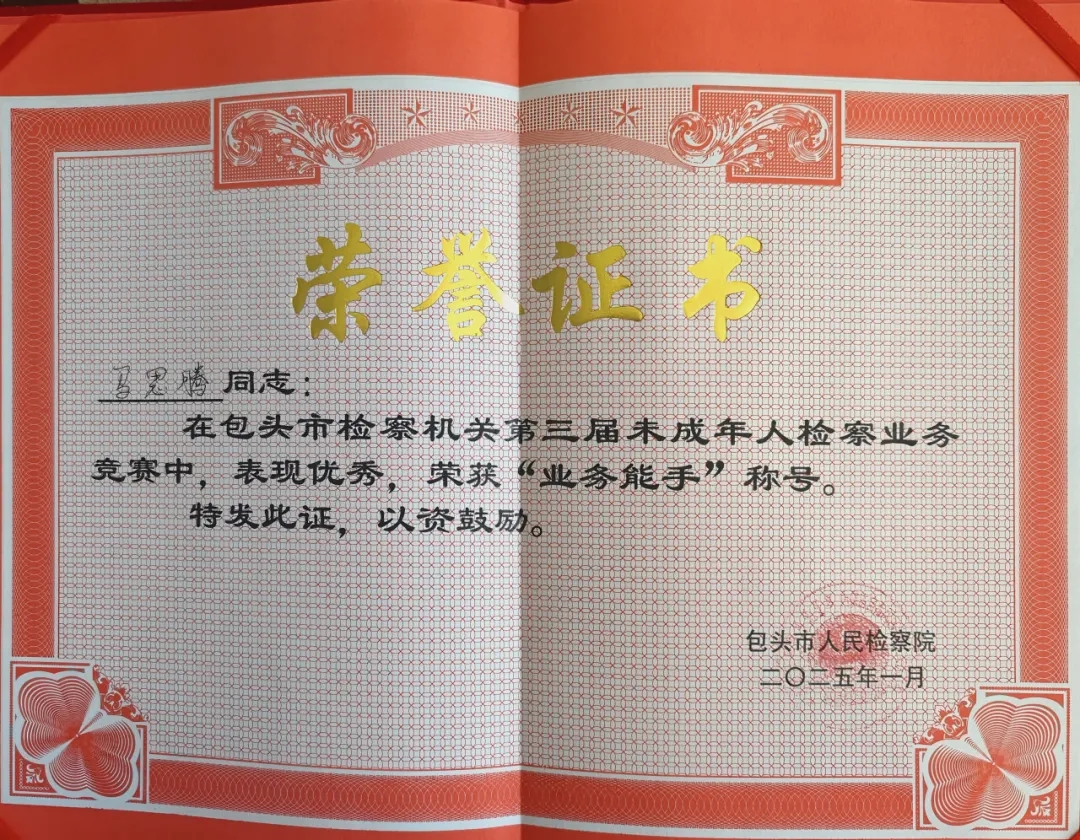 荣誉证书
马思腾同志：
在包头市检察机关第三届未成年人检察业务
竞赛中，表现优秀，荣获“业务能手”称号。
特发此证，以资鼓励。
包头市人民检察院
二〇二五年一月